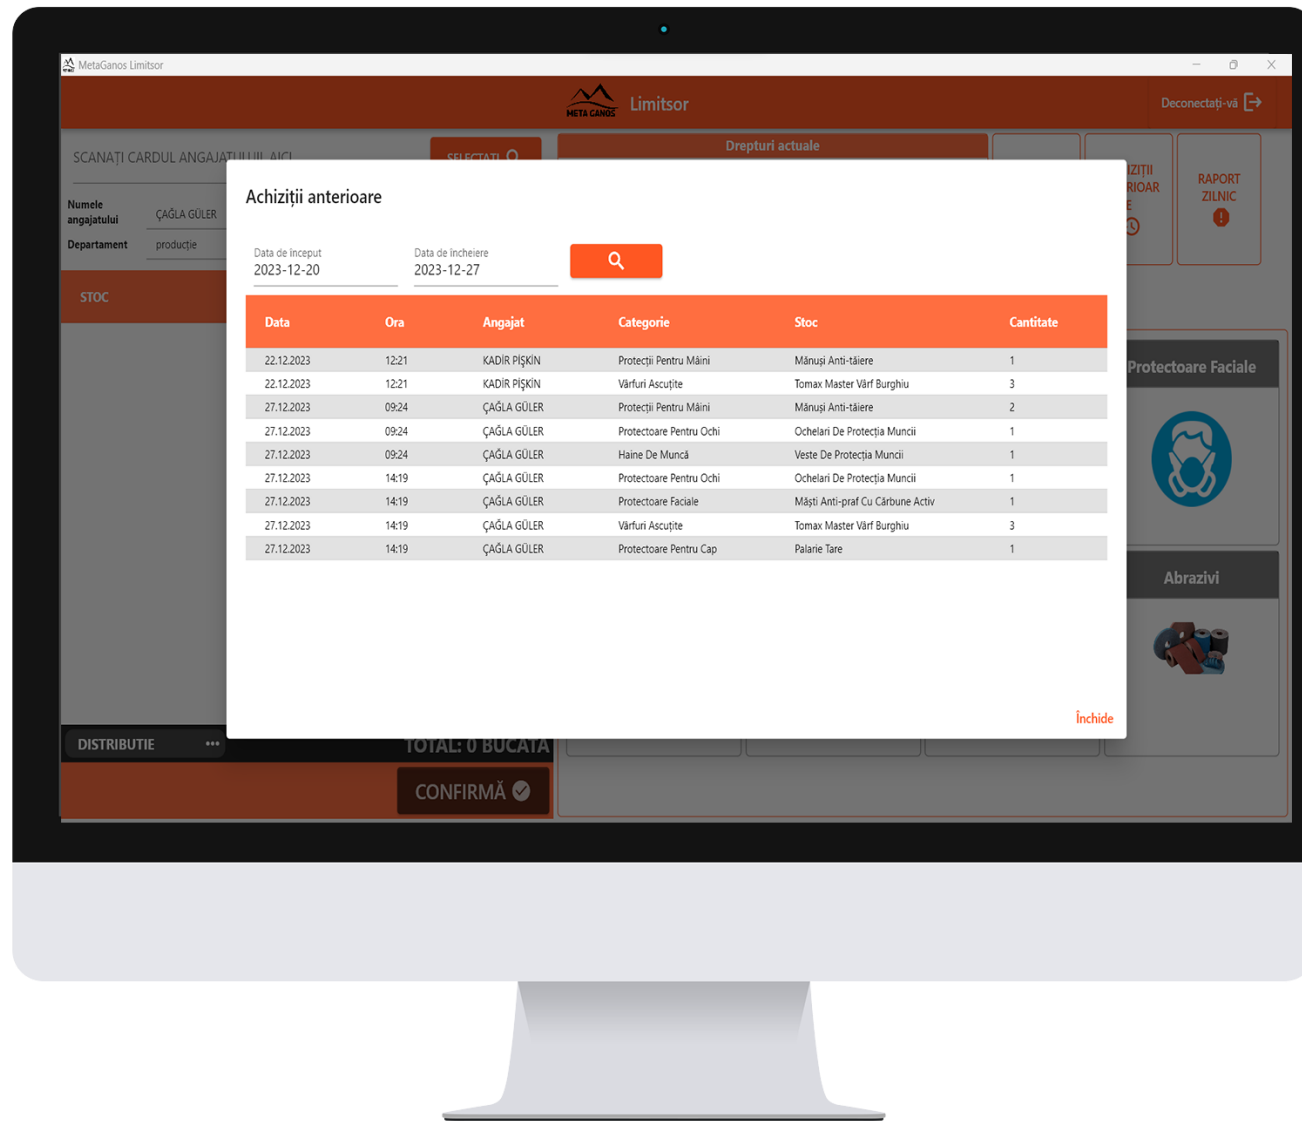 MetaGanos Limitsor
META GANOS Limitsor
Deconectați-vă
SCANAȚI CARDUL ANGAJATULUI AICI
SELECTAȚI
Drepturi actuale
RAPORT
ZILNIC
Numele
angajatului
ÇAĞLA GÜLER
Departament
producție
STOC
Achiziții anterioare
Data de început
2023-12-20
Data de încheiere
2023-12-27
Data Ora Angajat Categorie Stoc Cantitate
22.12.2023 12:21 KADİR PİŞKİN Protecții Pentru Mâini Mănuși Anti-tăiere 1
22.12.2023 12:21 KADİR PİŞKİN Vârfuri Ascuțite Tomax Master Vârf Burghiu 3
27.12.2023 09:24 ÇAĞLA GÜLER Protecții Pentru Mâini Mănuși Anti-tăiere 2
27.12.2023 09:24 ÇAĞLA GÜLER Protectoare Pentru Ochi Ochelari De Protecția Muncii 1
27.12.2023 09:24 ÇAĞLA GÜLER Haine De Muncă Veste De Protecția Muncii 1
27.12.2023 14:19 ÇAĞLA GÜLER Protectoare Pentru Ochi Ochelari De Protecția Muncii 1
27.12.2023 14:19 ÇAĞLA GÜLER Protectoare Faciale Măști Anti-praf Cu Cărbune Activ 1
27.12.2023 14:19 ÇAĞLA GÜLER Vârfuri Ascuțite Tomax Master Vârf Burghiu 3
27.12.2023 14:19 ÇAĞLA GÜLER Protectoare Pentru Cap Palarie Tare 1
Închide
Protectoare Faciale
Abrazivi
DISTRIBUTIE ...
TOTAL: 0 BUCATA
CONFIRMĂ